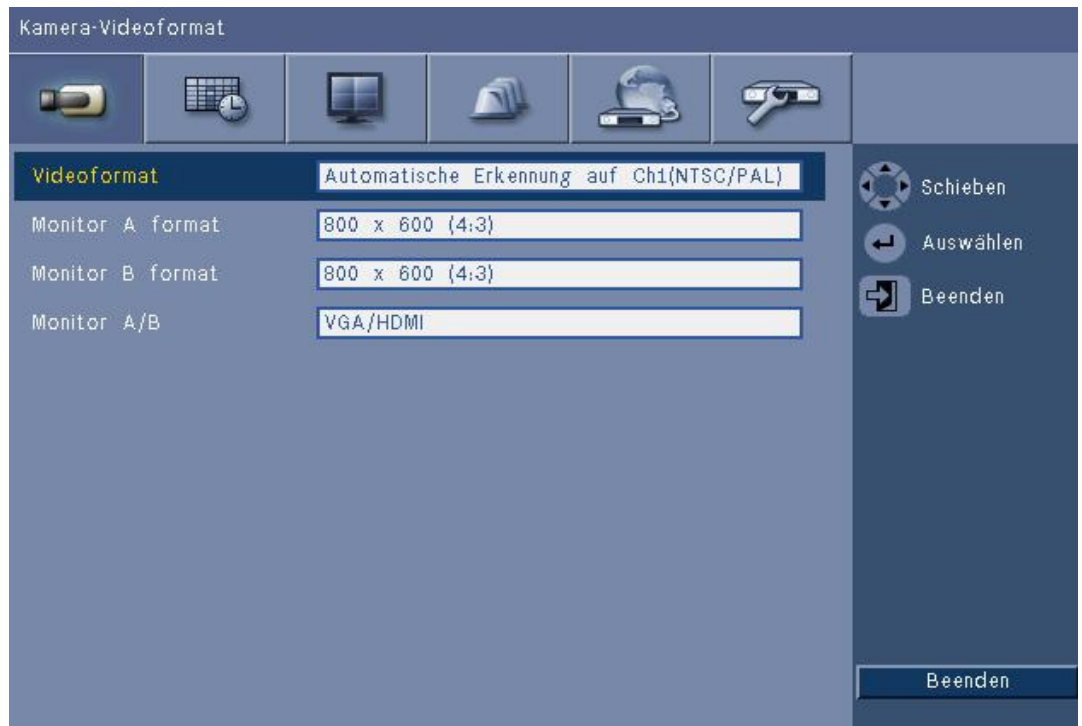 Kamera-Videoformat
Videoformat Automatische Erkennung auf Ch1(NTSC/PAL)
Monitor A format 800 x 600 (4:3)
Monitor B format 800 x 600 (4:3)
Monitor A/B VGA/HDMI
Schieben
Auswählen
Beenden
Beenden